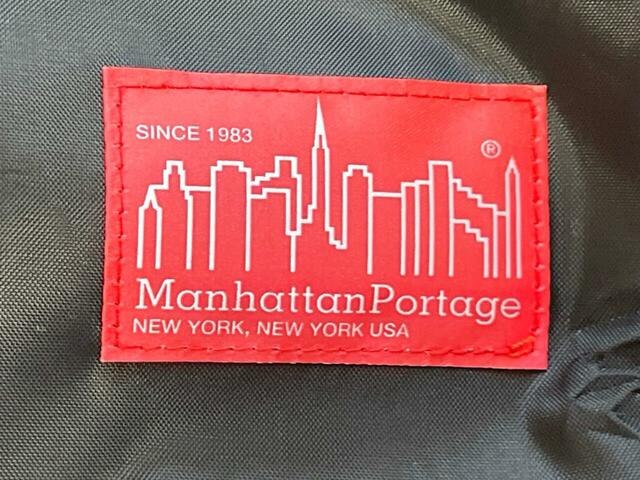 SINCE 1983
®
ManhattanPortage
NEW YORK, NEW YORK USA